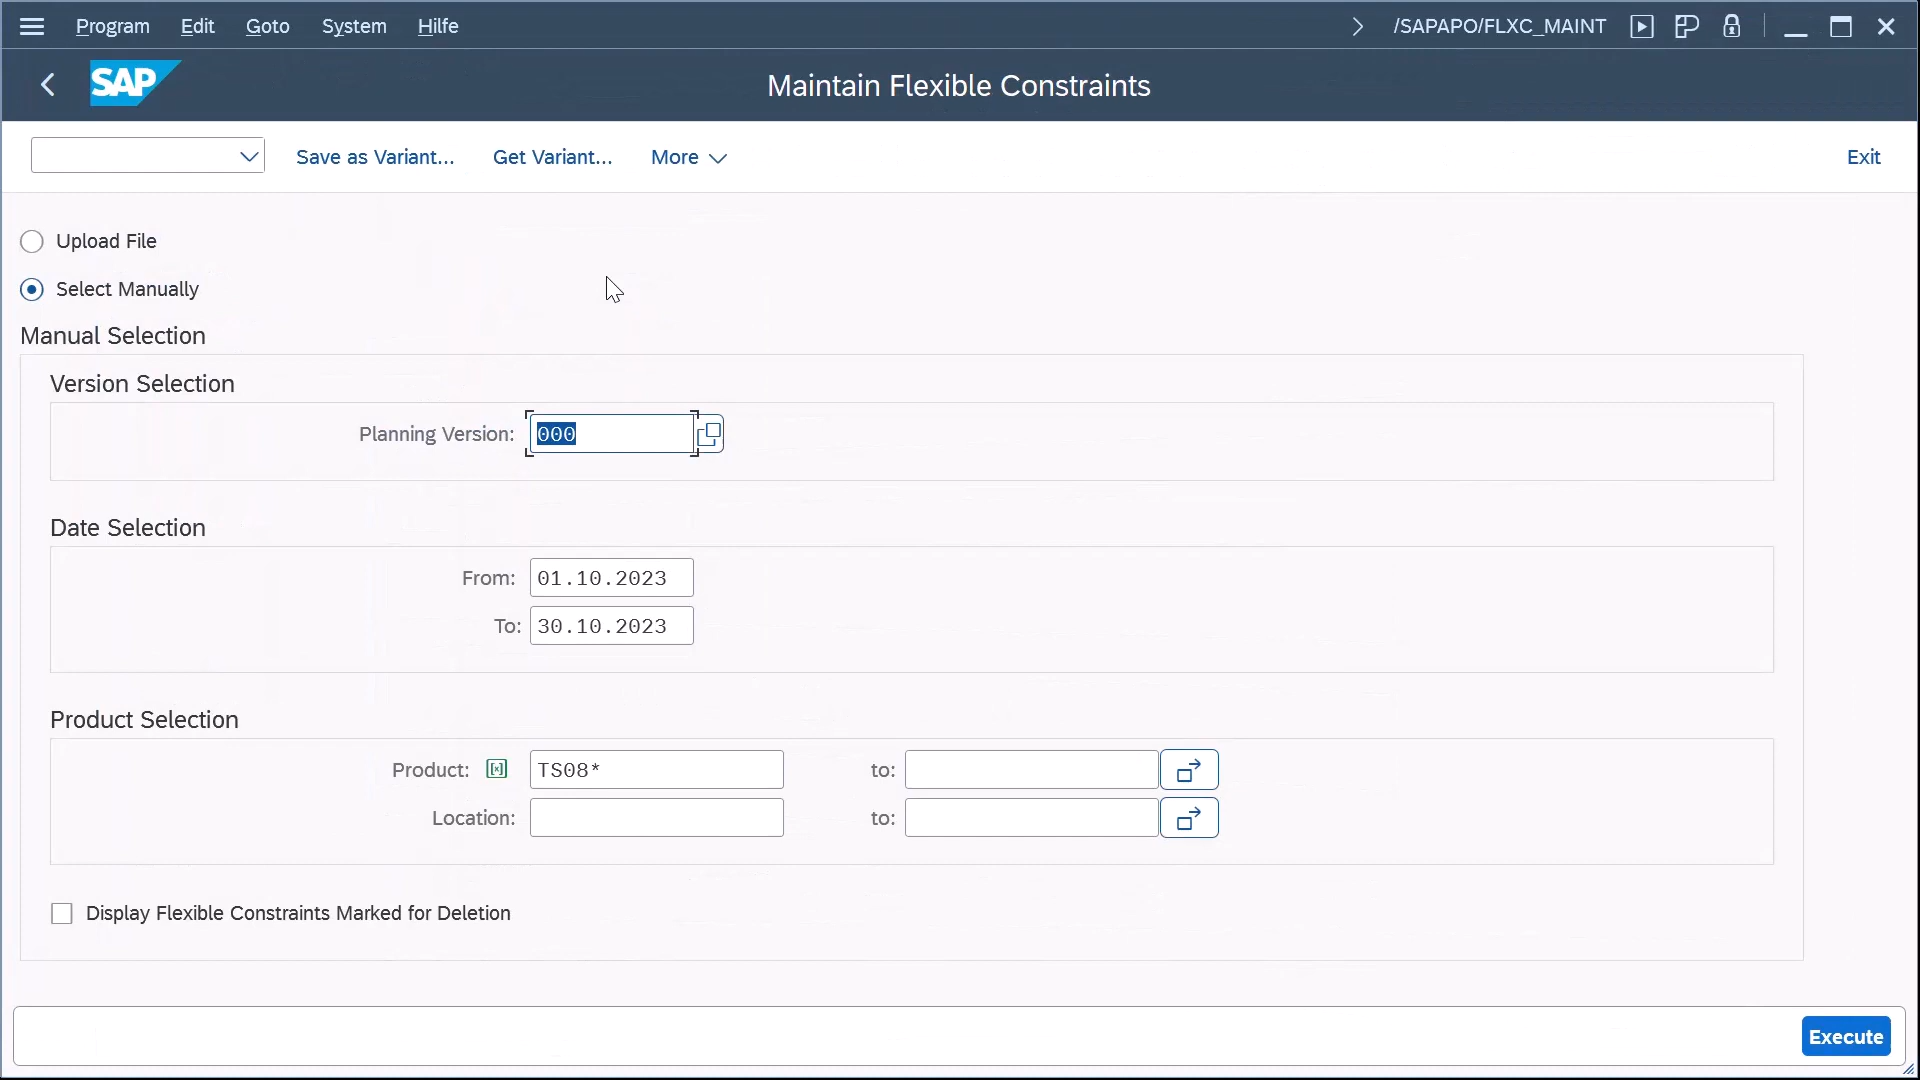 Program Edit Goto System Hilfe /SAPAPO/FLXC_MAINT
SAP Maintain Flexible Constraints
Save as Variant... Get Variant... More Exit
Upload File
Select Manually
Manual Selection
Version Selection
Planning Version: 000
Date Selection
From: 01.10.2023
To: 30.10.2023
Product Selection
Product: TS08* to:
Location: to:
Display Flexible Constraints Marked for Deletion
Execute